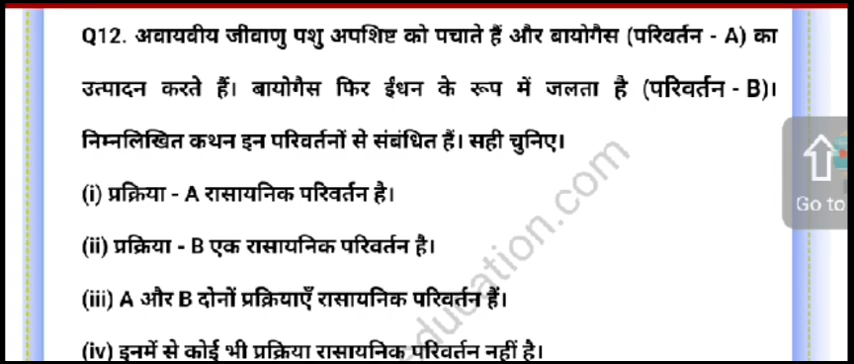 Q12. अवायवीय जीवाणु पशु अपशिष्ट को पचाते हैं और बायोगैस (परिवर्तन - A) का
उत्पादन करते हैं। बायोगैस फिर ईंधन के रूप में जलता है (परिवर्तन - B)।
निम्नलिखित कथन इन परिवर्तनों से संबंधित हैं। सही चुनिए।
(i) प्रक्रिया - A रासायनिक परिवर्तन है।
Go to
(ii) प्रक्रिया - B एक रासायनिक परिवर्तन है।
(iii) A और B दोनों प्रक्रियाएँ रासायनिक परिवर्तन हैं।
(iv) इनमें से कोई भी प्रक्रिया रासायनिक परिवर्तन नहीं है।
education.com